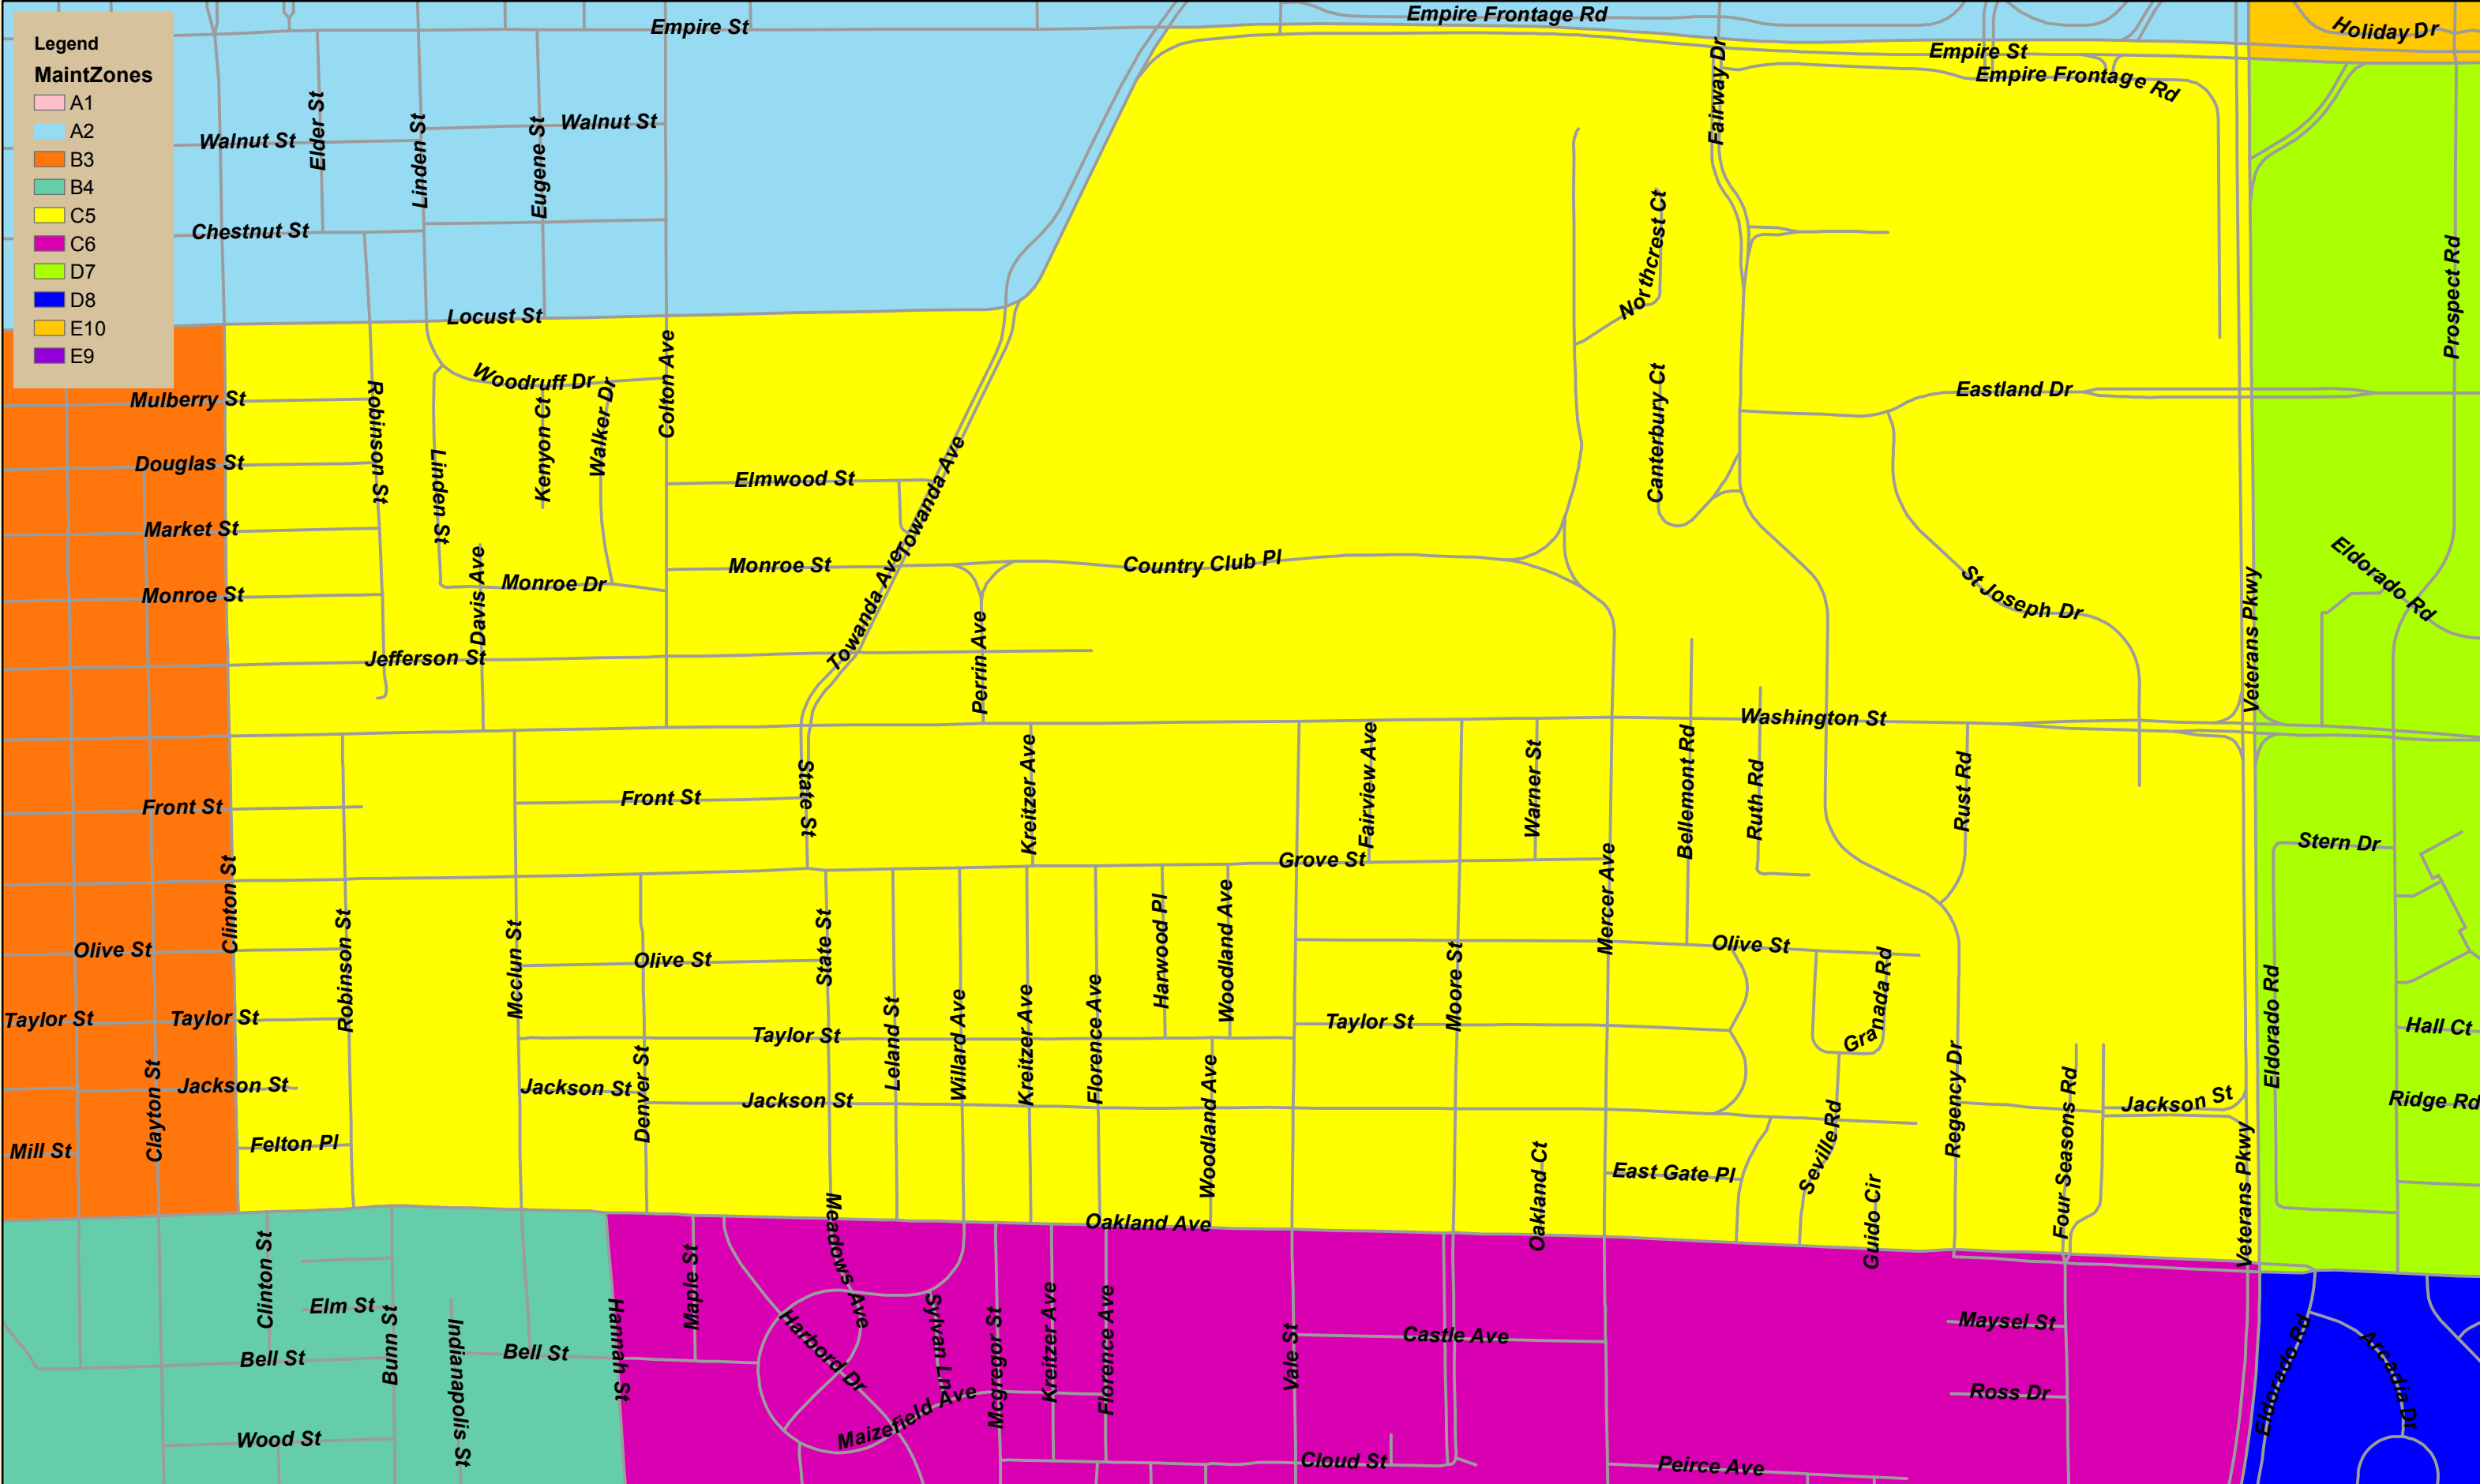 Legend
MaintZones
A1
A2
B3
B4
C5
C6
D7
D8
E10
E9
Empire St
Empire Frontage Rd
Empire St
Holiday Dr
Empire Frontage Rd
Fairway Dr
Walnut St
Elder St
Linden St
Eugene St
Walnut St
Chestnut St
Northcrest Ct
Prospect Rd
Locust St
Woodruff Dr
Colton Ave
Mulberry St
Robinson St
Kenyon Ct
Walker Dr
Canterbury Ct
Eastland Dr
Douglas St
Linden St
Elmwood St
Towanda Ave
Market St
Monroe St
Davis Ave
Monroe Dr
Monroe St
Towanda Ave
Country Club Pl
St Joseph Dr
Eldorado Rd
Veterans Pkwy
Jefferson St
Perrin Ave
Washington St
Front St
Front St
State St
Kreitzer Ave
Fairview Ave
Warner St
Bellemont Rd
Ruth Rd
Rust Rd
Stern Dr
Grove St
Clinton St
Mercer Ave
Olive St
Robinson St
Mcclun St
Olive St
State St
Harwood Pl
Woodland Ave
Moore St
Olive St
Granada Rd
Eldorado Rd
Taylor St
Taylor St
Taylor St
Leland St
Willard Ave
Kreitzer Ave
Florence Ave
Taylor St
Hall Ct
Clayton St
Jackson St
Jackson St
Denver St
Jackson St
Woodland Ave
Regency Dr
Four Seasons Rd
Jackson St
Ridge Rd
Mill St
Felton Pl
Oakland Ct
East Gate Pl
Seville Rd
Guido Cir
Veterans Pkwy
Oakland Ave
Clinton St
Maple St
Meadows Ave
Elm St
Bunn St
Indianapolis St
Hannah St
Harbord Dr
Sylvan Ln
Mcgregor St
Kreitzer Ave
Florence Ave
Vale St
Castle Ave
Maysel St
Eldorado Rd
Arcadia Dr
Bell St
Bell St
Maizefield Ave
Ross Dr
Wood St
Cloud St
Peirce Ave